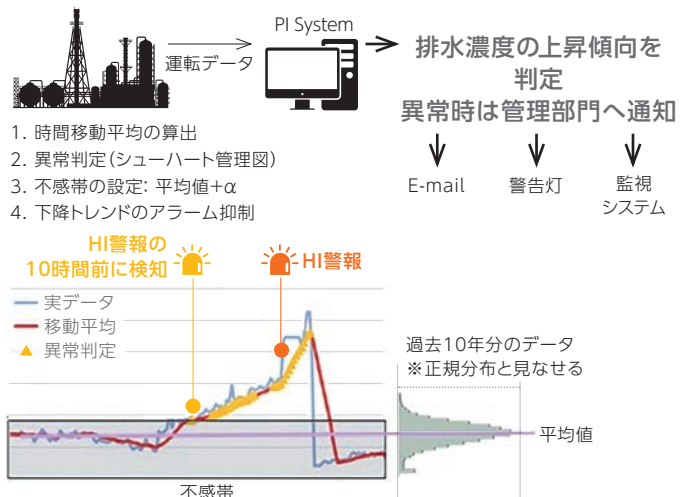 PI System
運転データ
排水濃度の上昇傾向を
判定
異常時は管理部門へ通知
E-mail
警告灯
監視
システム
1. 時間移動平均の算出
2. 異常判定(シューハート管理図)
3. 不感帯の設定: 平均値+α
4. 下降トレンドのアラーム抑制
HI警報の
10時間前に検知
HI警報
実データ
移動平均
異常判定
過去10年分のデータ
※正規分布と見なせる
平均値
不感帯